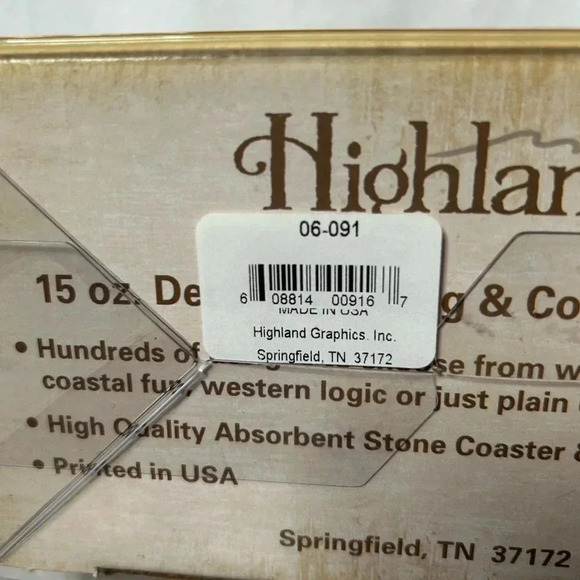 Highlan
06-091
6 08814 00916 7
MADE IN USA
Highland Graphics, Inc.
Springfield, TN 37172
15 oz. De g & Co
• Hundreds of se from w
coastal fun, western logic or just plain
• High Quality Absorbent Stone Coaster &
• Printed in USA
Springfield, TN 37172